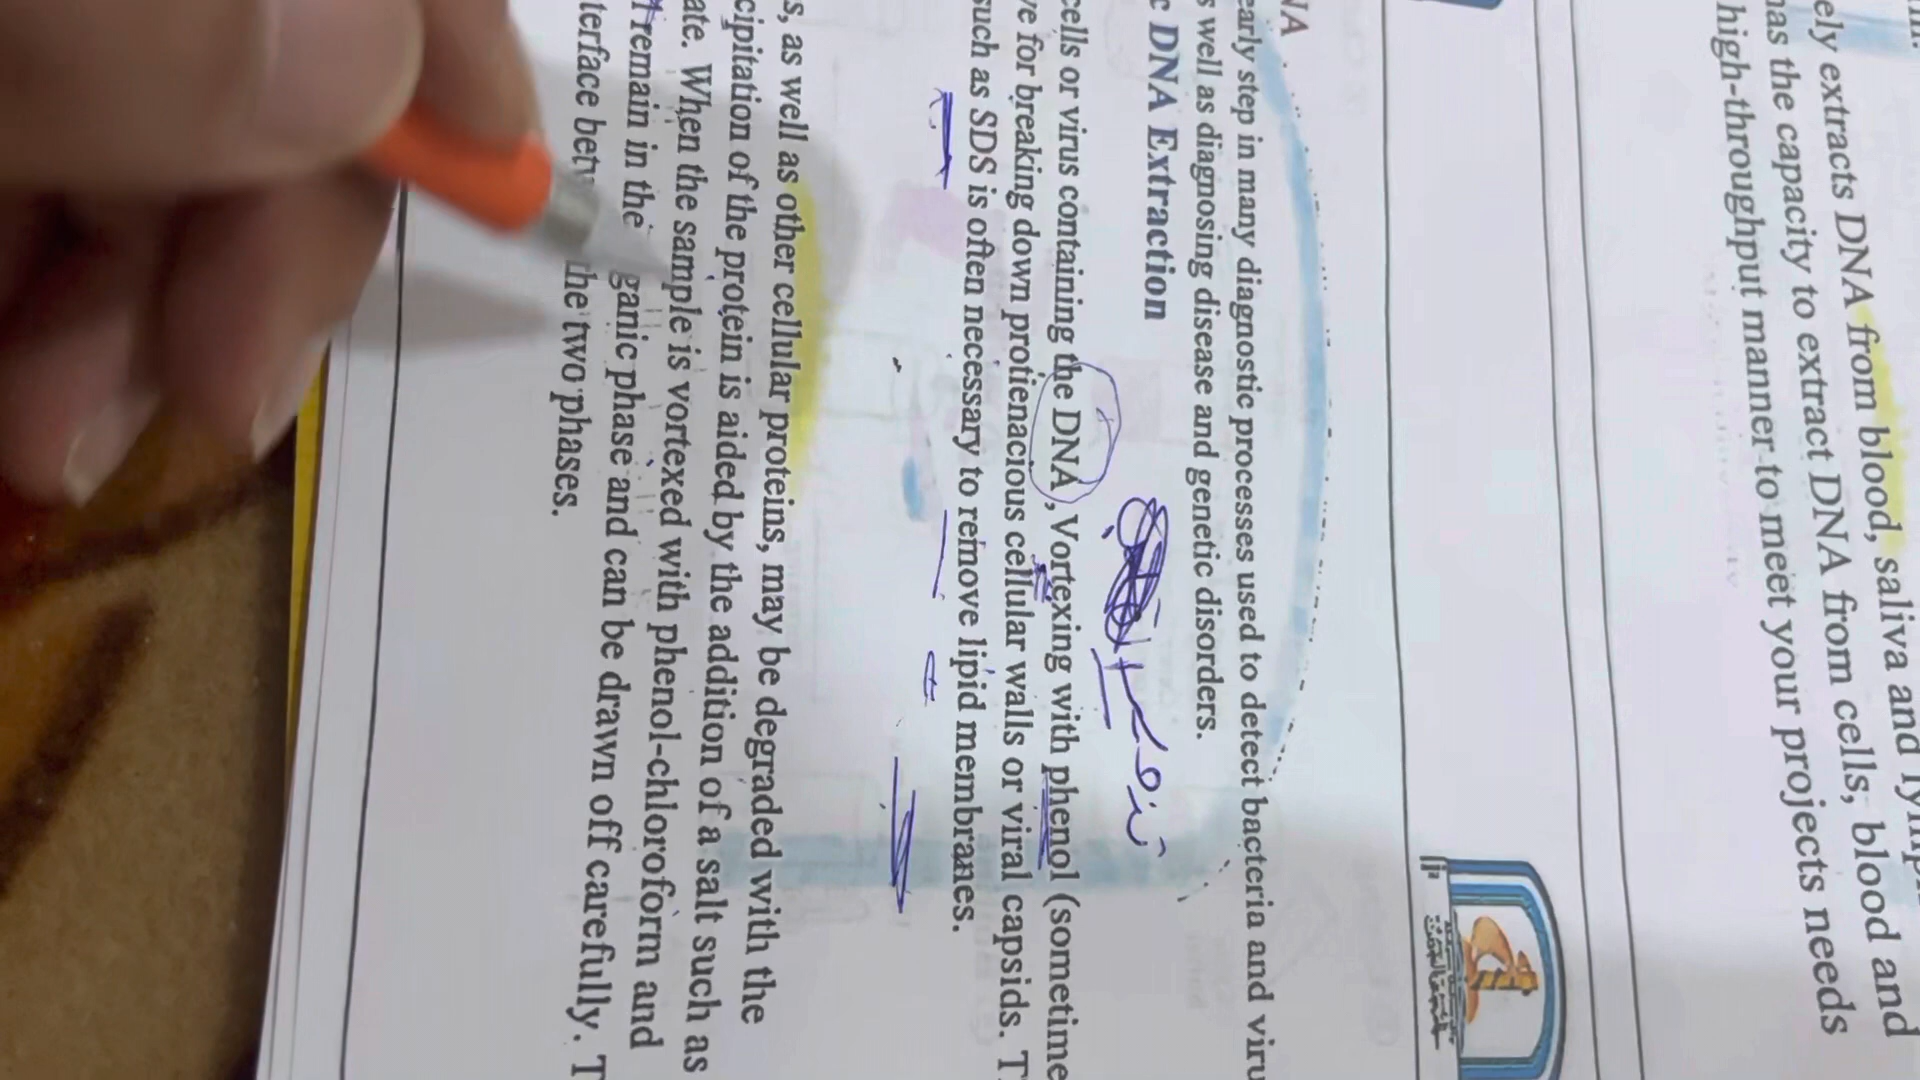 ely extracts DNA from blood, saliva and
has the capacity to extract DNA from cells, blood and
high-throughput manner to meet your projects needs
NA
early step in many diagnostic processes used to detect bacteria and viru
s well as diagnosing disease and genetic disorders.
c DNA Extraction
cells or virus containing the DNA, Vortexing with phenol (sometime
ve for breaking down protienacious cellular walls or viral capsids. T
such as SDS is often necessary to remove lipid membranes.
s, as well as other cellular proteins, may be degraded with the
cipitation of the protein is aided by the addition of a salt such as
ate. When the sample is vortexed with phenol-chloroform and
remain in the ganic phase and can be drawn off carefully. T
terface bet the two phases.